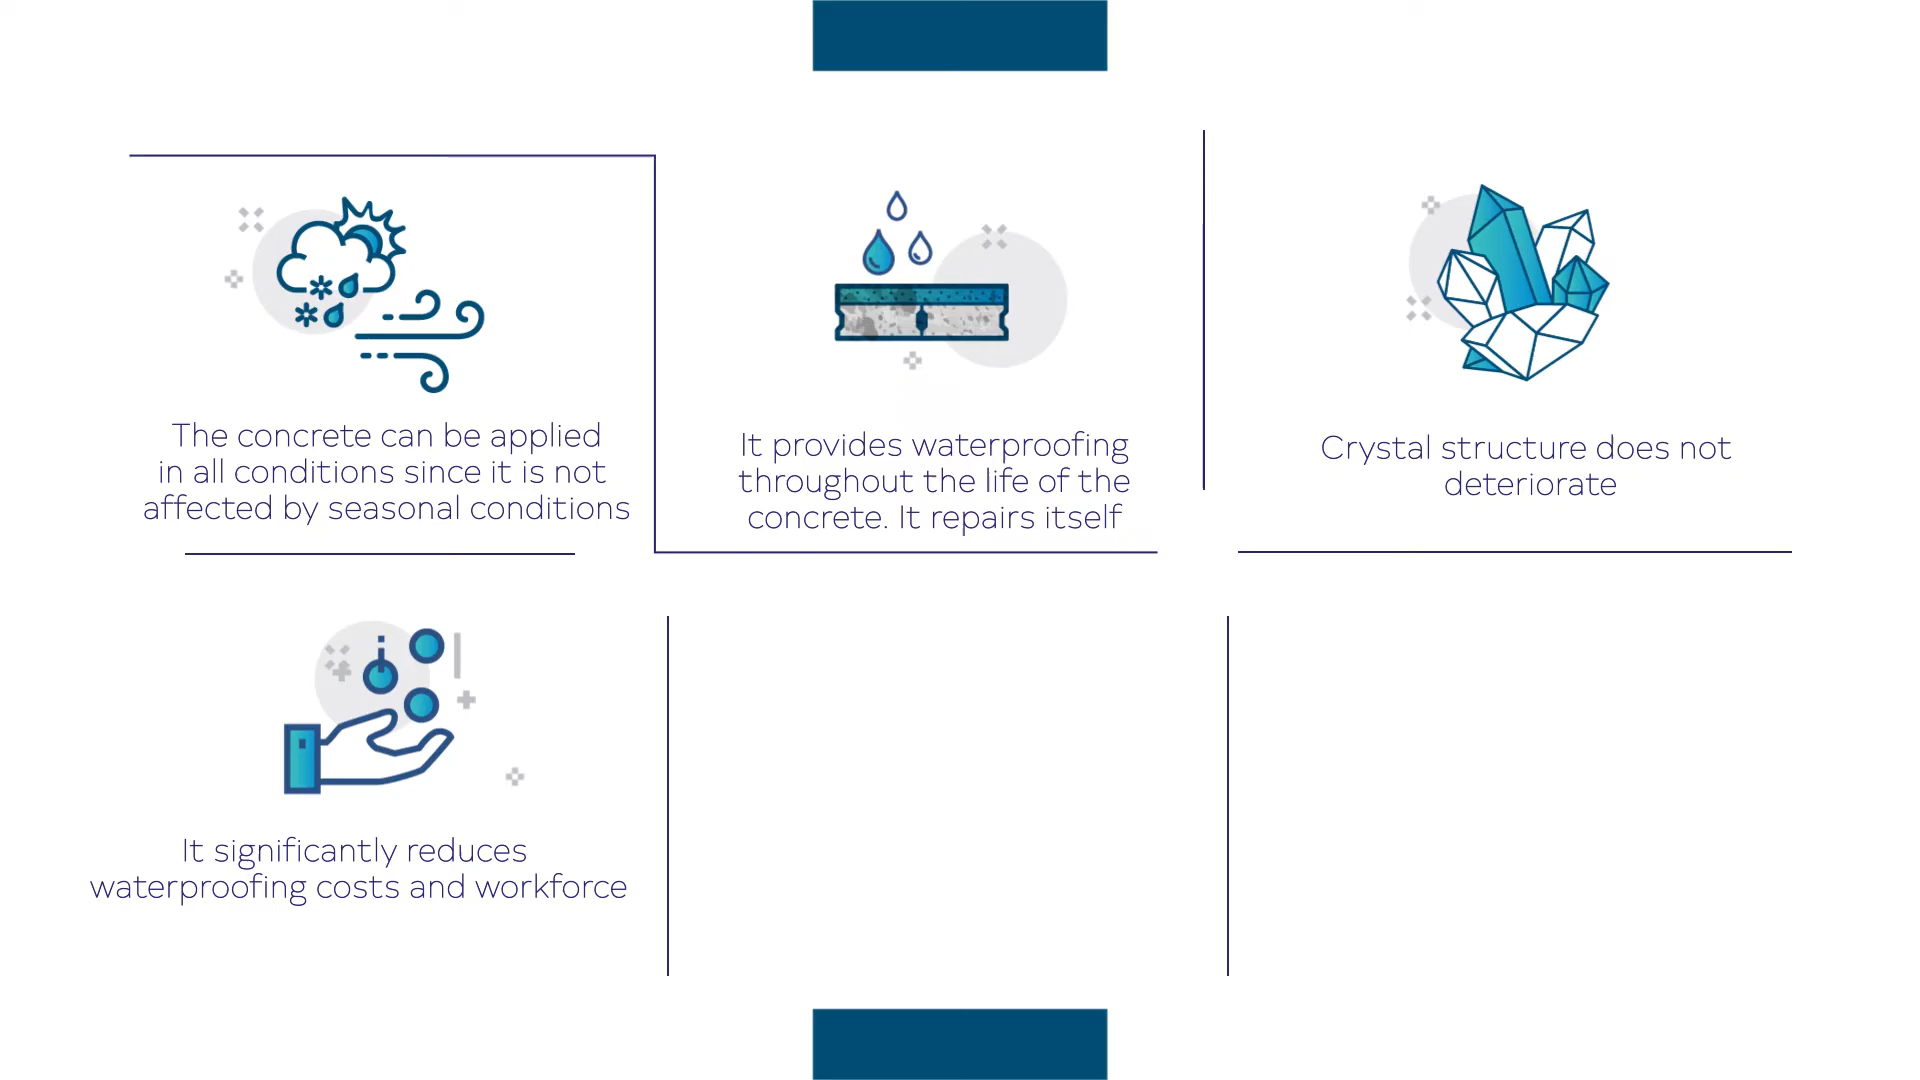 The concrete can be applied
in all conditions since it is not
affected by seasonal conditions
It provides waterproofing
throughout the life of the
concrete. It repairs itself
Crystal structure does not
deteriorate
It significantly reduces
waterproofing costs and workforce